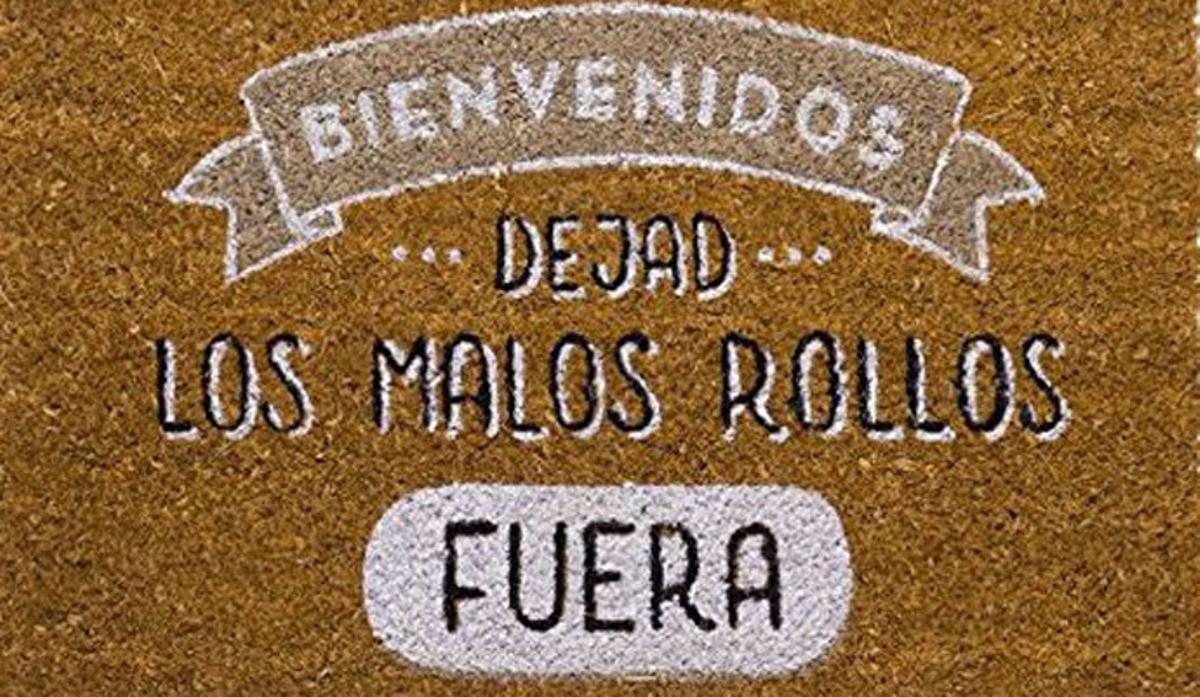 BIENVENIDOS
... DEJAD ...
LOS MALOS ROLLOS
FUERA